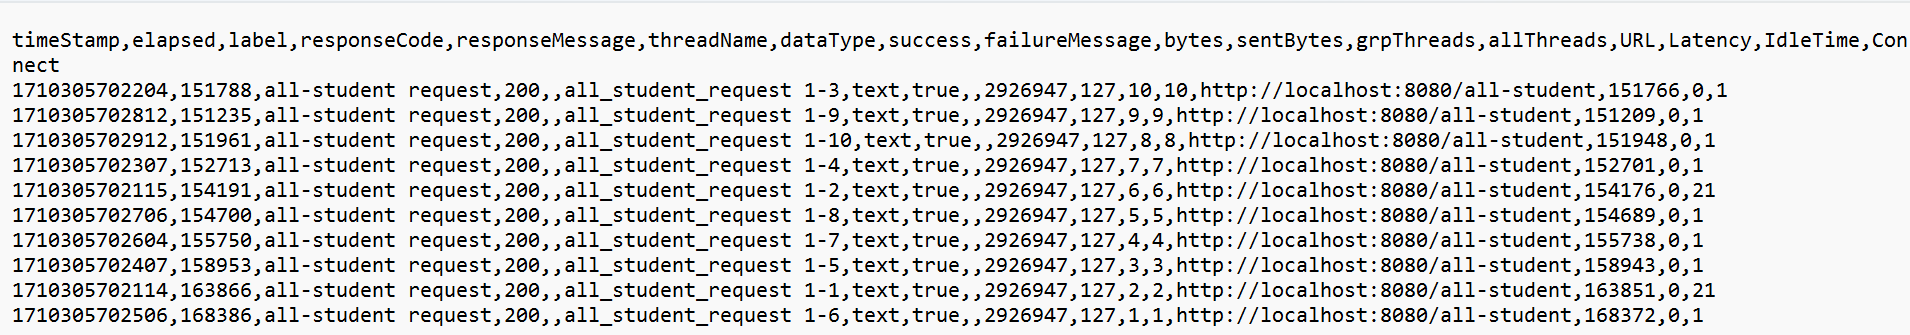 timeStamp,elapsed,label,responseCode,responseMessage,threadName,dataType,success,failureMessage,bytes,sentBytes,grpThreads,allThreads,URL,Latency,IdleTime,Con
nect
1710305702204,151788,all-student request,200,,all_student_request 1-3,text,true,,2926947,127,10,10,http://localhost:8080/all-student,151766,0,1
1710305702812,151235,all-student request,200,,all_student_request 1-9,text,true,,2926947,127,9,9,http://localhost:8080/all-student,151209,0,1
1710305702912,151961,all-student request,200,,all_student_request 1-10,text,true,,2926947,127,8,8,http://localhost:8080/all-student,151948,0,1
1710305702307,152713,all-student request,200,,all_student_request 1-4,text,true,,2926947,127,7,7,http://localhost:8080/all-student,152701,0,1
1710305702115,154191,all-student request,200,,all_student_request 1-2,text,true,,2926947,127,6,6,http://localhost:8080/all-student,154176,0,21
1710305702706,154700,all-student request,200,,all_student_request 1-8,text,true,,2926947,127,5,5,http://localhost:8080/all-student,154689,0,1
1710305702604,155750,all-student request,200,,all_student_request 1-7,text,true,,2926947,127,4,4,http://localhost:8080/all-student,155738,0,1
1710305702407,158953,all-student request,200,,all_student_request 1-5,text,true,,2926947,127,3,3,http://localhost:8080/all-student,158943,0,1
1710305702114,163866,all-student request,200,,all_student_request 1-1,text,true,,2926947,127,2,2,http://localhost:8080/all-student,163851,0,21
1710305702506,168386,all-student request,200,,all_student_request 1-6,text,true,,2926947,127,1,1,http://localhost:8080/all-student,168372,0,1